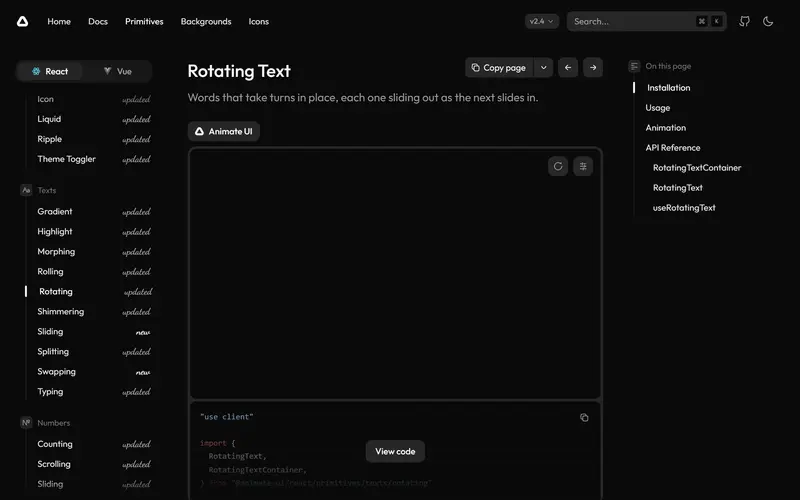 Home Docs Primitives Backgrounds Icons v2.4 Search... ⌘ K
React Vue
Icon updated
Liquid updated
Ripple updated
Theme Toggler updated
Aa Texts
Gradient updated
Highlight updated
Morphing updated
Rolling updated
Rotating updated
Shimmering updated
Sliding new
Splitting updated
Swapping new
Typing updated
Nº Numbers
Counting updated
Scrolling updated
Sliding updated
Rotating Text
Copy page
Words that take turns in place, each one sliding out as the next slides in.
Animate UI
"use client"
import {
RotatingText,
RotatingTextContainer,
View code
On this page
Installation
Usage
Animation
API Reference
RotatingTextContainer
RotatingText
useRotatingText